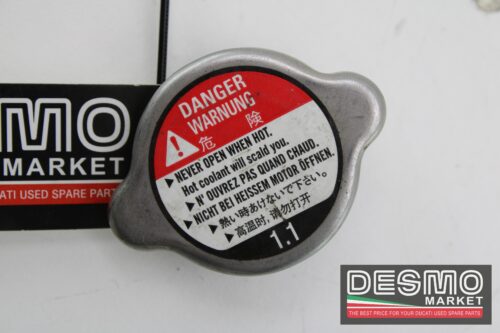 DANGER
WARNUNG
危 険
NEVER OPEN WHEN HOT.
Hot coolant will scald you.
N' OUVREZ PAS QUAND CHAUD.
NICHT BEI HEISSEM MOTOR ÖFFNEN.
熱い時あけないで下さい。
高温时, 请勿打开
1.1
SMO
MARKET
CATI USED SPARE PARTS
DESMO
MARKET
THE BEST PRICE FOR YOUR DUCATI USED SPARE PARTS